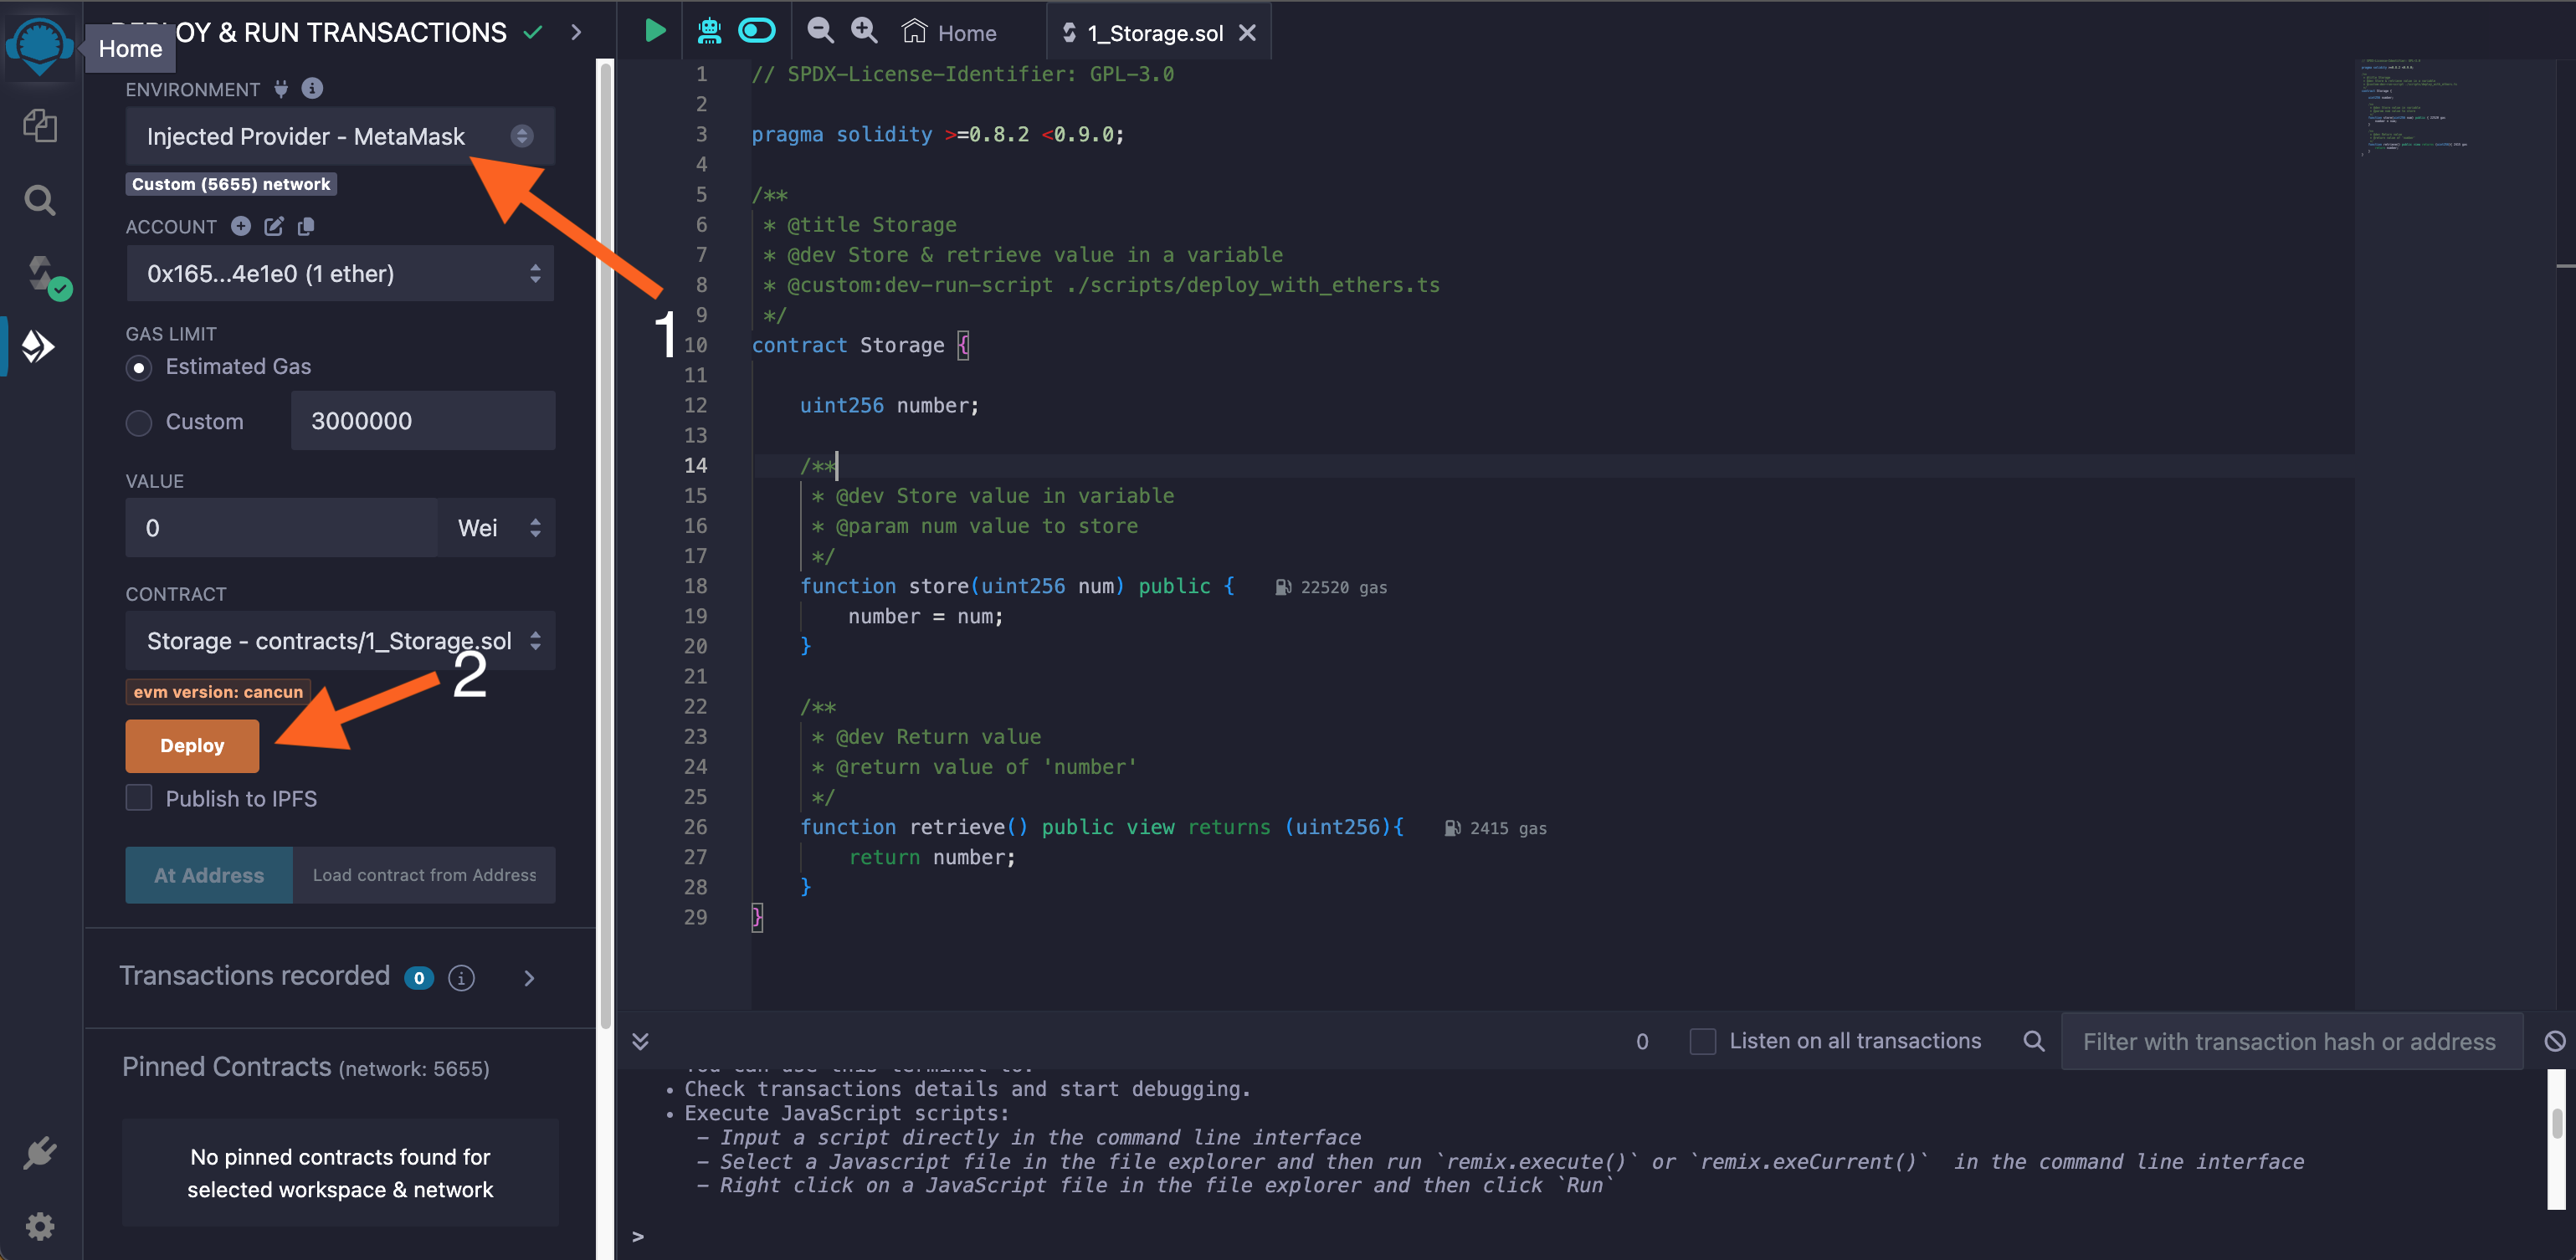 Home
OY & RUN TRANSACTIONS
ENVIRONMENT
Injected Provider - MetaMask
Custom (5655) network
ACCOUNT
0x165...4e1e0 (1 ether)
GAS LIMIT
Estimated Gas
Custom
3000000
VALUE
0
Wei
CONTRACT
Storage - contracts/1_Storage.sol
evm version: cancun
Deploy
Publish to IPFS
At Address
Load contract from Address
Transactions recorded 0
Pinned Contracts (network: 5655)
No pinned contracts found for
selected workspace & network
1
2
Home
1_Storage.sol
1 // SPDX-License-Identifier: GPL-3.0
2
3 pragma solidity >=0.8.2 <0.9.0;
4
5 /**
6 * @title Storage
7 * @dev Store & retrieve value in a variable
8 * @custom:dev-run-script ./scripts/deploy_with_ethers.ts
9 */
10 contract Storage {
11
12 uint256 number;
13
14 /**
15 * @dev Store value in variable
16 * @param num value to store
17 */
18 function store(uint256 num) public { 22520 gas
19 number = num;
20 }
21
22 /**
23 * @dev Return value
24 * @return value of 'number'
25 */
26 function retrieve() public view returns (uint256){ 2415 gas
27 return number;
28 }
29 }
0
Listen on all transactions
Filter with transaction hash or address
You can use this terminal to:
• Check transactions details and start debugging.
• Execute JavaScript scripts:
- Input a script directly in the command line interface
- Select a Javascript file in the file explorer and then run `remix.execute()` or `remix.exeCurrent()` in the command line interface
- Right click on a JavaScript file in the file explorer and then click `Run`
>